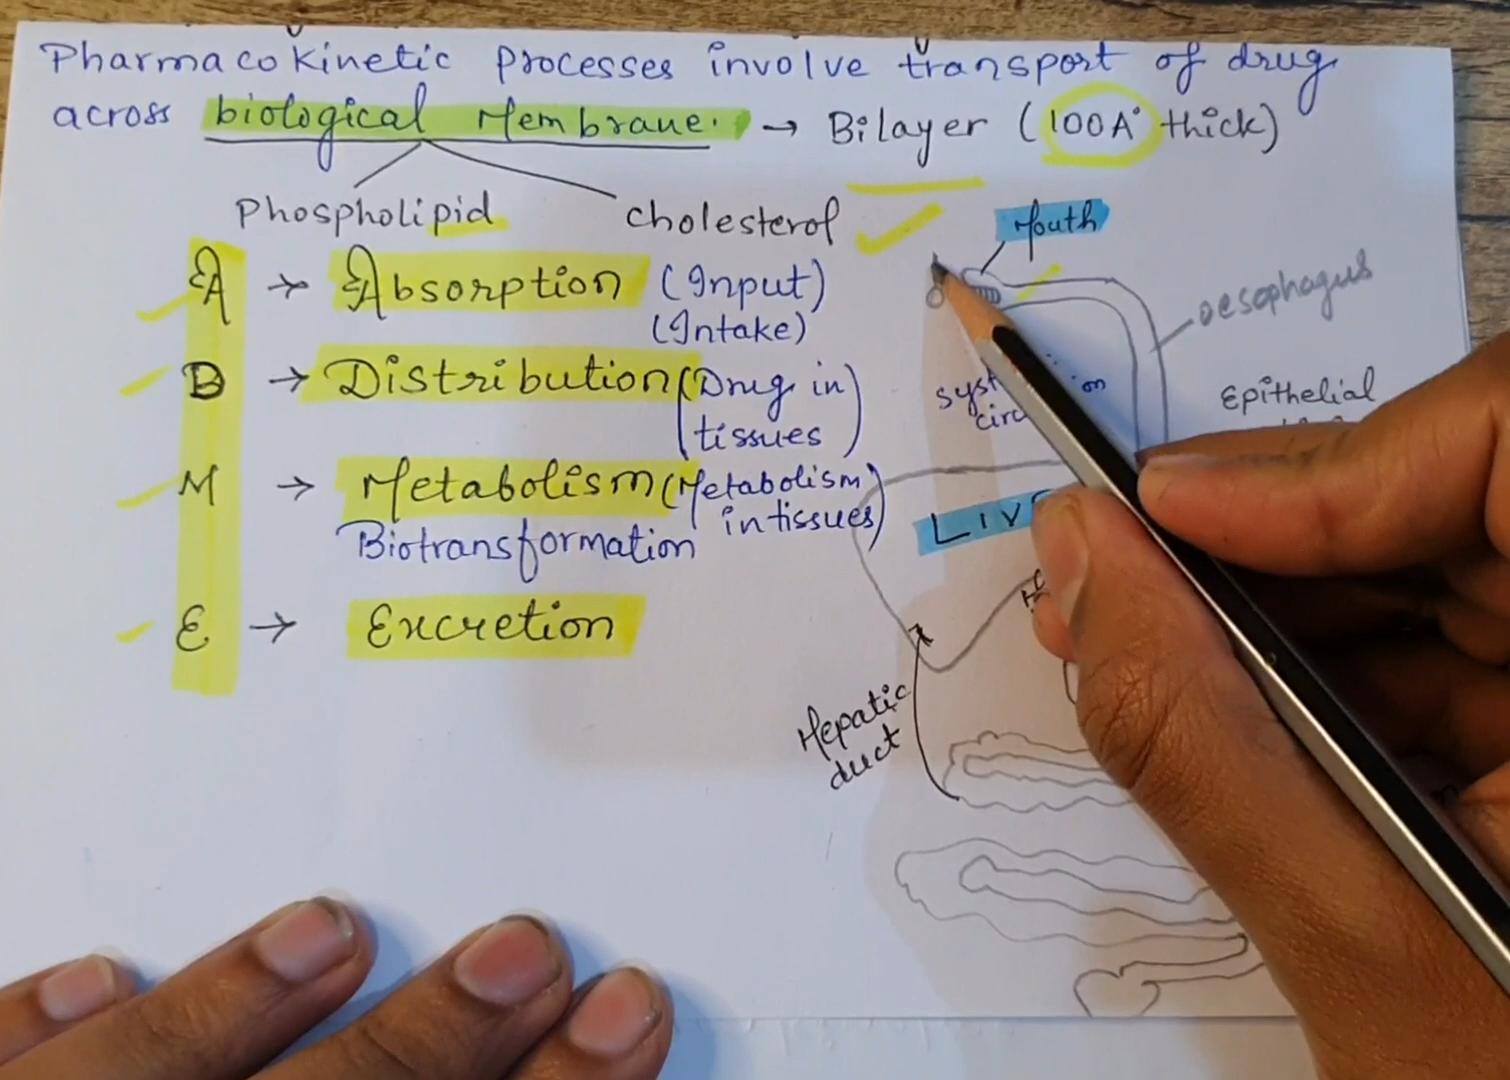 Pharmacokinetic processes involve transport of drug
across biological Membrane. → Bilayer (100A° thick)
Phospholipid
Cholesterol
A → Absorption (Input)
(Intake)
D → Distribution (Drug in
tissues)
M → Metabolism (Metabolism
in tissues)
Biotransformation
E → Excretion
Mouth
oesophagus
Epithelial
Hepatic
duct